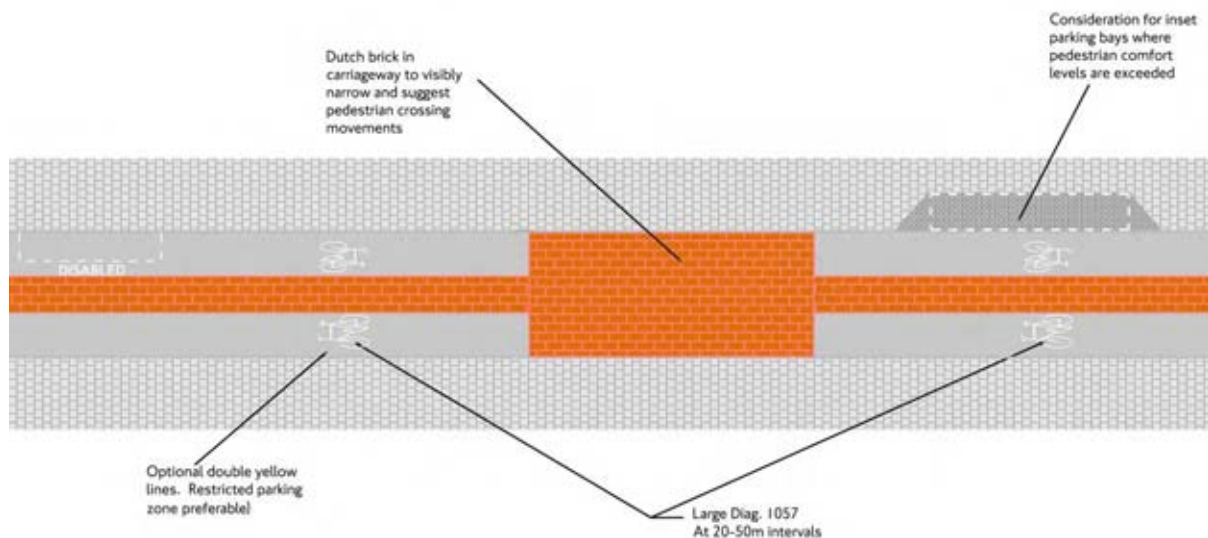 Consideration for inset
parking bays where
pedestrian comfort
levels are exceeded
Dutch brick in
carriageway to visibly
narrow and suggest
pedestrian crossing
movements
DISABLED
Optional double yellow
lines. Restricted parking
zone preferable)
Large Diag. 1057
At 20-50m intervals